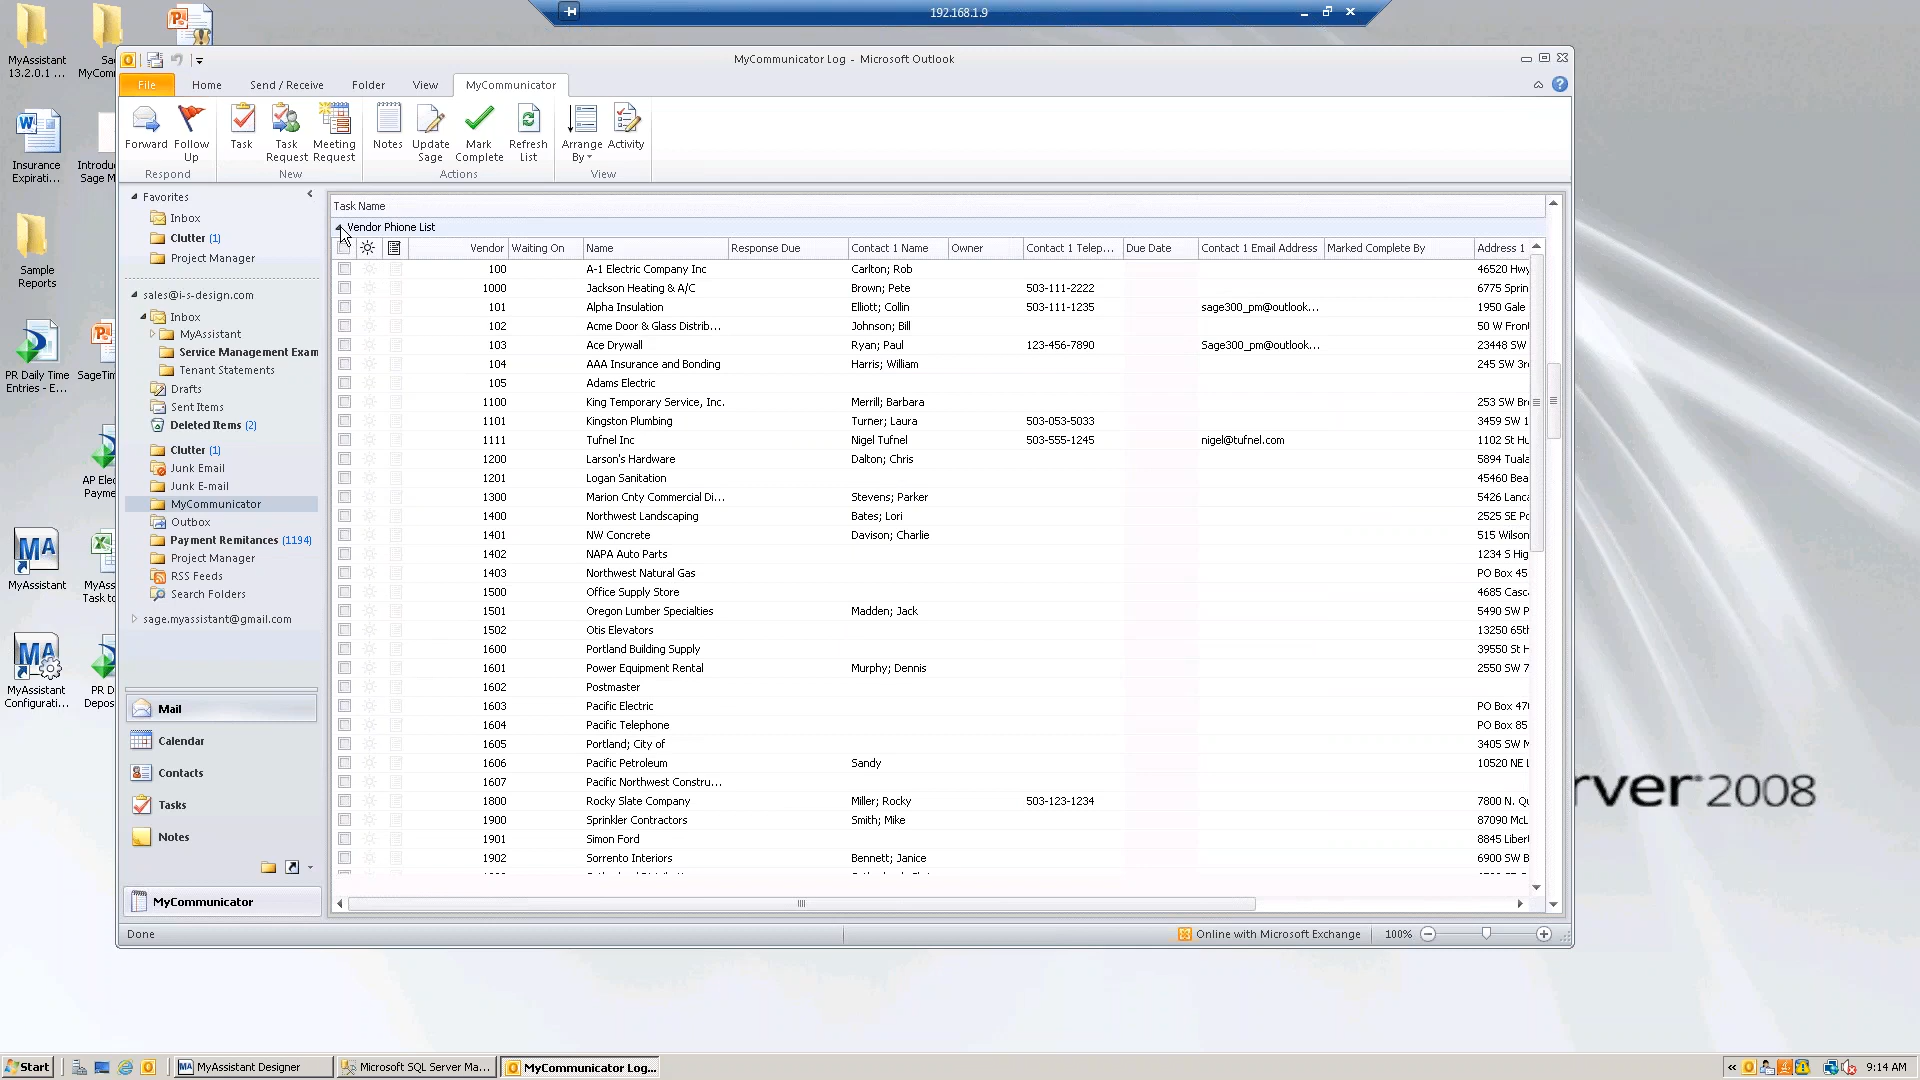 192.168.1.9
MyAssistant
13.2.0.1 ...
MyCommunicator Log - Microsoft Outlook
File Home Send / Receive Folder View MyCommunicator
Forward Follow Up Task Task Request Meeting Request Notes Update Sage Mark Complete Refresh List Arrange By Activity
Respond New Actions View
Insurance
Expirati...
Sample
Reports
PR Daily Time
Entries - E...
MyAssistant
MyAssistant
Configurati...
Favorites
Inbox
Clutter (1)
Project Manager
sales@i-s-design.com
Inbox
MyAssistant
Service Management Exam
Tenant Statements
Drafts
Sent Items
Deleted Items (2)
Clutter (1)
Junk Email
Junk E-mail
MyCommunicator
Outbox
Payment Remitances (1194)
Project Manager
RSS Feeds
Search Folders
sage.myassistant@gmail.com
Mail
Calendar
Contacts
Tasks
Notes
MyCommunicator
Task Name
Vendor Phione List
Vendor Waiting On Name Response Due Contact 1 Name Owner Contact 1 Telep... Due Date Contact 1 Email Address Marked Complete By Address 1
100 A-1 Electric Company Inc Carlton; Rob 46520 Hwy
1000 Jackson Heating & A/C Brown; Pete 503-111-2222 6775 Sprin
101 Alpha Insulation Elliott; Collin 503-111-1235 sage300_pm@outlook... 1950 Gale
102 Acme Door & Glass Distrib... Johnson; Bill 50 W Front
103 Ace Drywall Ryan; Paul 123-456-7890 Sage300_pm@outlook... 23448 SW
104 AAA Insurance and Bonding Harris; William 245 SW 3r
105 Adams Electric
1100 King Temporary Service, Inc. Merrill; Barbara 253 SW Br
1101 Kingston Plumbing Turner; Laura 503-053-5033 3459 SW 1
1111 Tufnel Inc Nigel Tufnel 503-555-1245 nigel@tufnel.com 1102 St Hu
1200 Larson's Hardware Dalton; Chris 5894 Tuala
1201 Logan Sanitation 45460 Bea
1300 Marion Cnty Commercial Di... Stevens; Parker 5426 Lanca
1400 Northwest Landscaping Bates; Lori 2525 SE Po
1401 NW Concrete Davison; Charlie 515 Wilson
1402 NAPA Auto Parts 1234 S Hig
1403 Northwest Natural Gas PO Box 45
1500 Office Supply Store 4685 Casc
1501 Oregon Lumber Specialties Madden; Jack 5490 SW P
1502 Otis Elevators 13250 65th
1600 Portland Building Supply 39550 St H
1601 Power Equipment Rental Murphy; Dennis 2550 SW 7
1602 Postmaster
1603 Pacific Electric PO Box 470
1604 Pacific Telephone PO Box 85
1605 Portland; City of 3405 SW M
1606 Pacific Petroleum Sandy 10520 NE L
1607 Pacific Northwest Constru...
1800 Rocky Slate Company Miller; Rocky 503-123-1234 7800 N. Qu
1900 Sprinkler Contractors Smith; Mike 87090 McL
1901 Simon Ford 8845 Libert
1902 Sorrento Interiors Bennett; Janice 6900 SW B
Done Online with Microsoft Exchange 100%
rver 2008
Start MyAssistant Designer Microsoft SQL Server Ma... MyCommunicator Log... 9:14 AM